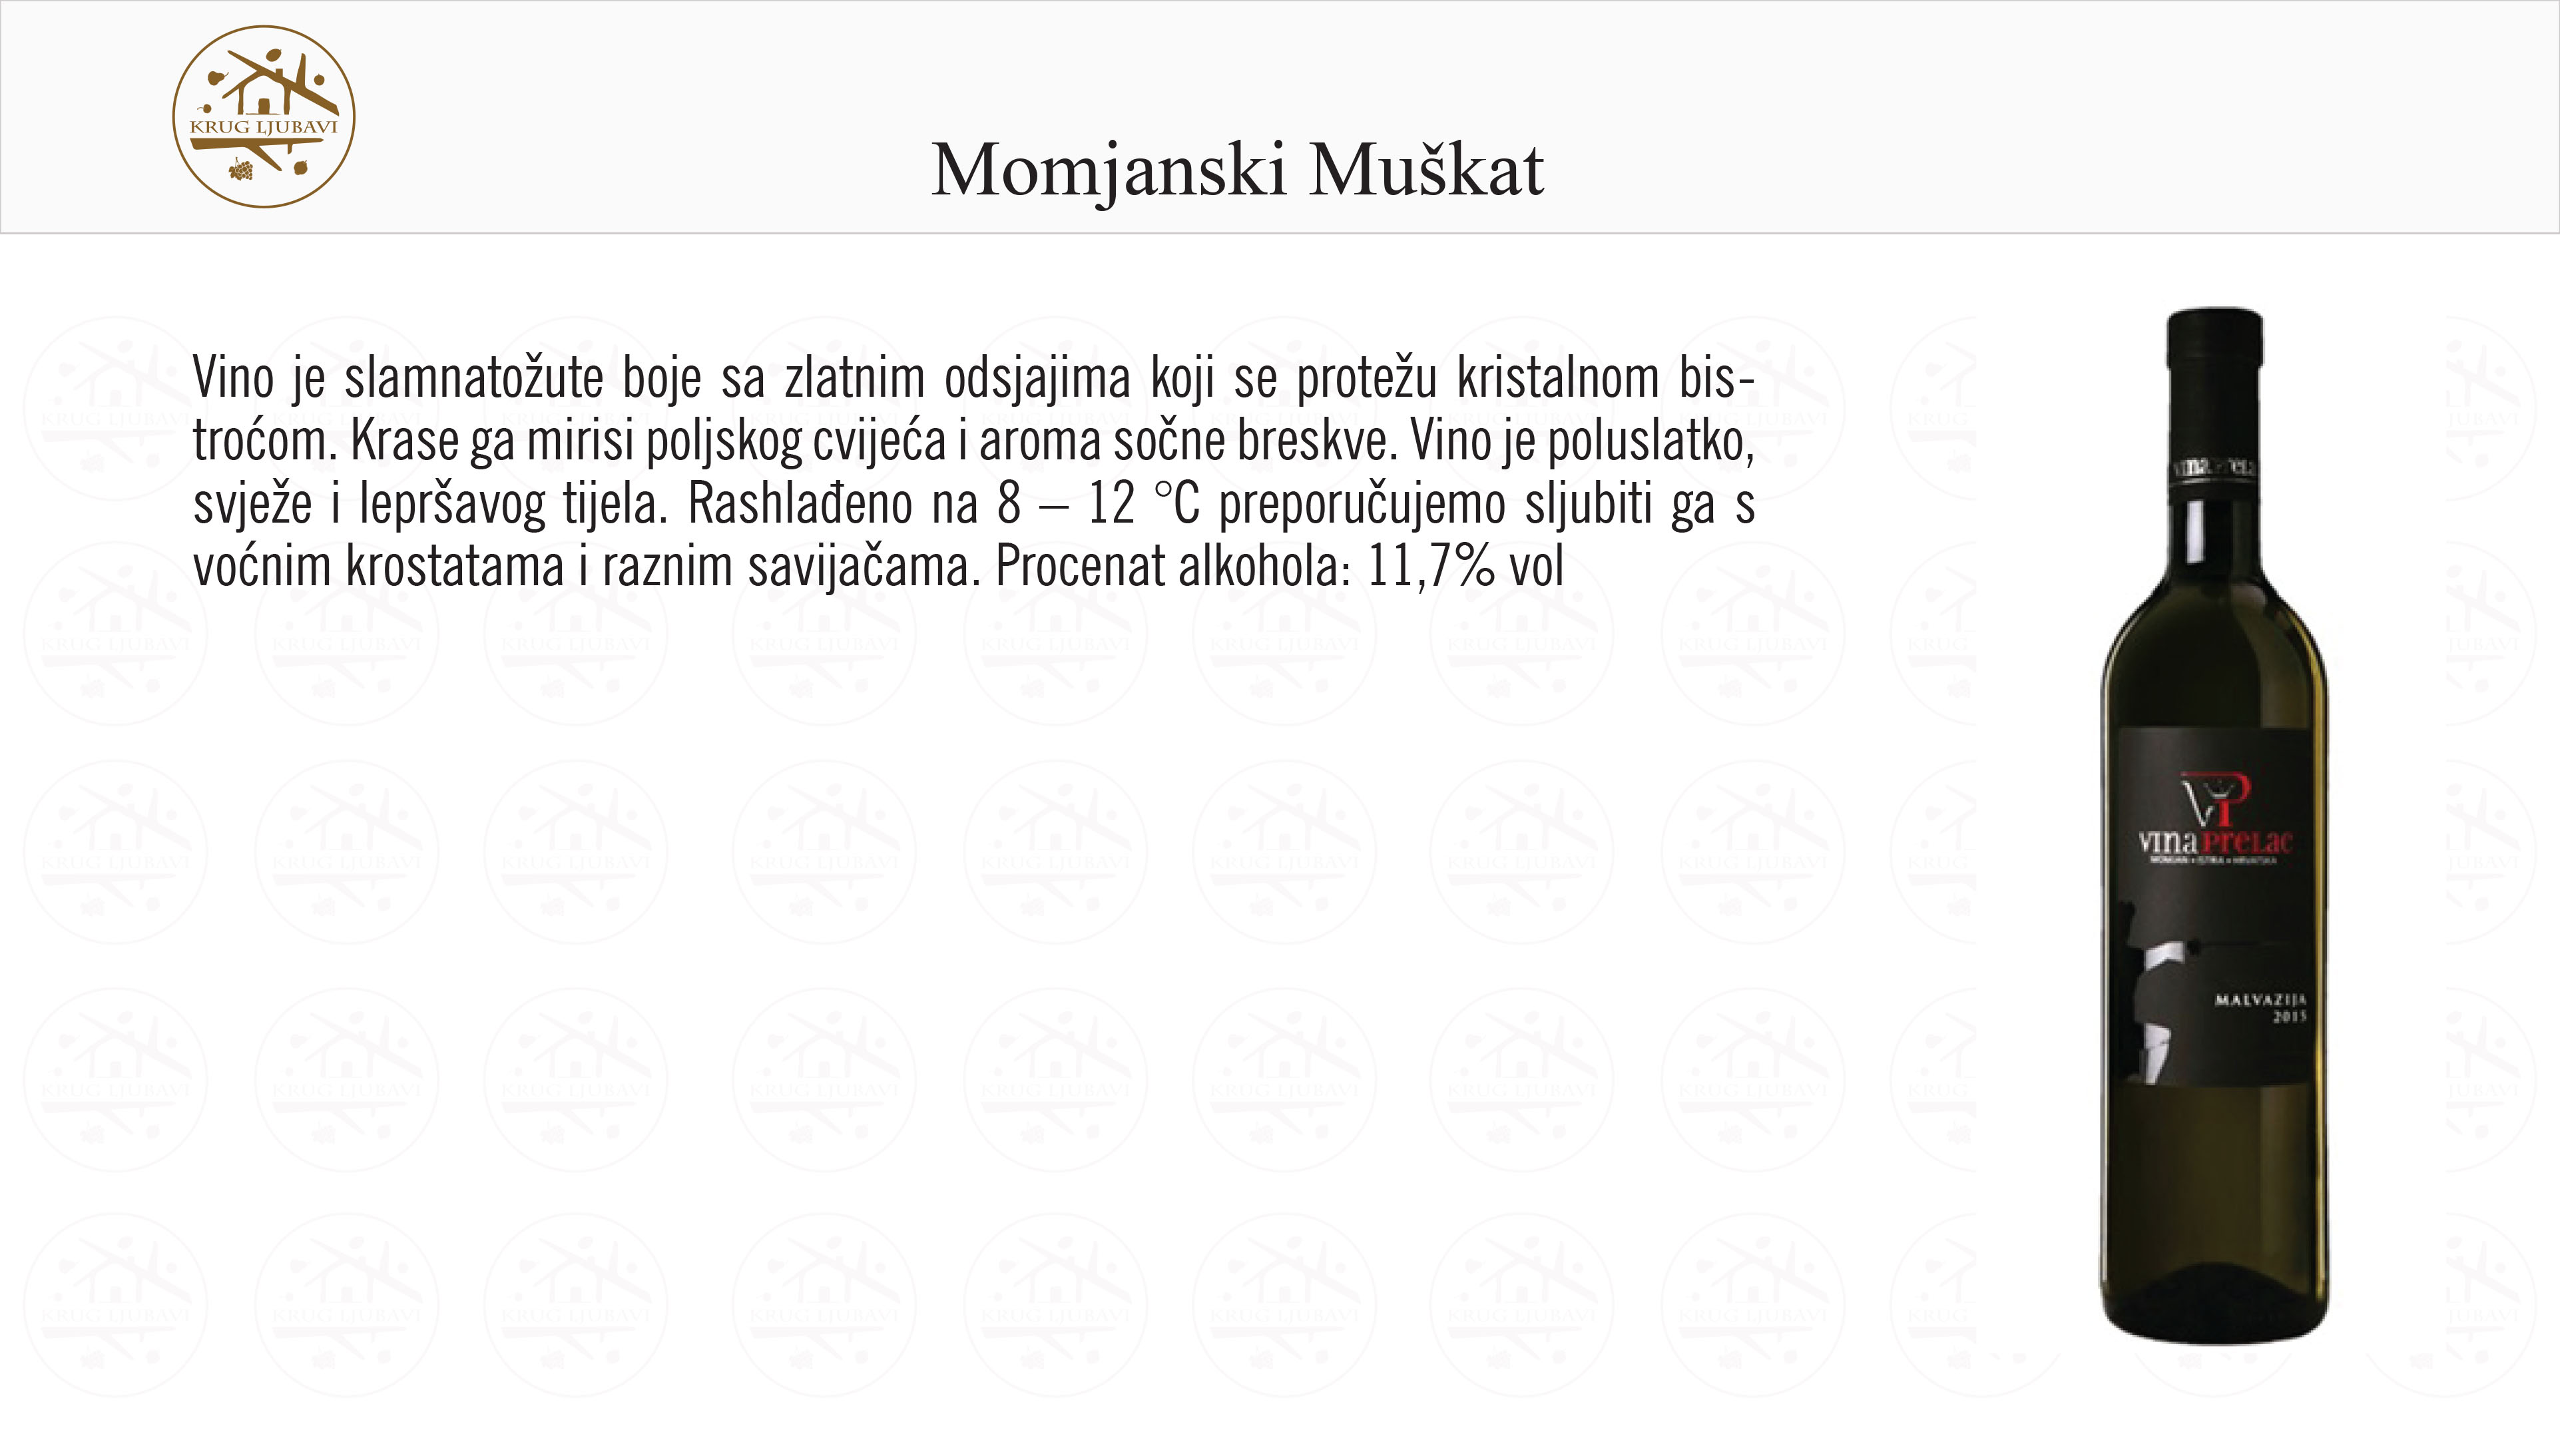 KRUG LJUBAVI
Momjanski Muškat
Vino je slamnatožute boje sa zlatnim odsjajima koji se protežu kristalnom bis-
troćom. Krase ga mirisi poljskog cvijeća i aroma sočne breskve. Vino je poluslatko,
svježe i lepršavog tijela. Rashlađeno na 8 – 12 °C preporučujemo sljubiti ga s
voćnim krostatama i raznim savijačama. Procenat alkohola: 11,7% vol
vina prelac
VP
vina prelac
MOMJAN • ISTRA • HRVATSKA
MALVAZIJA
2015